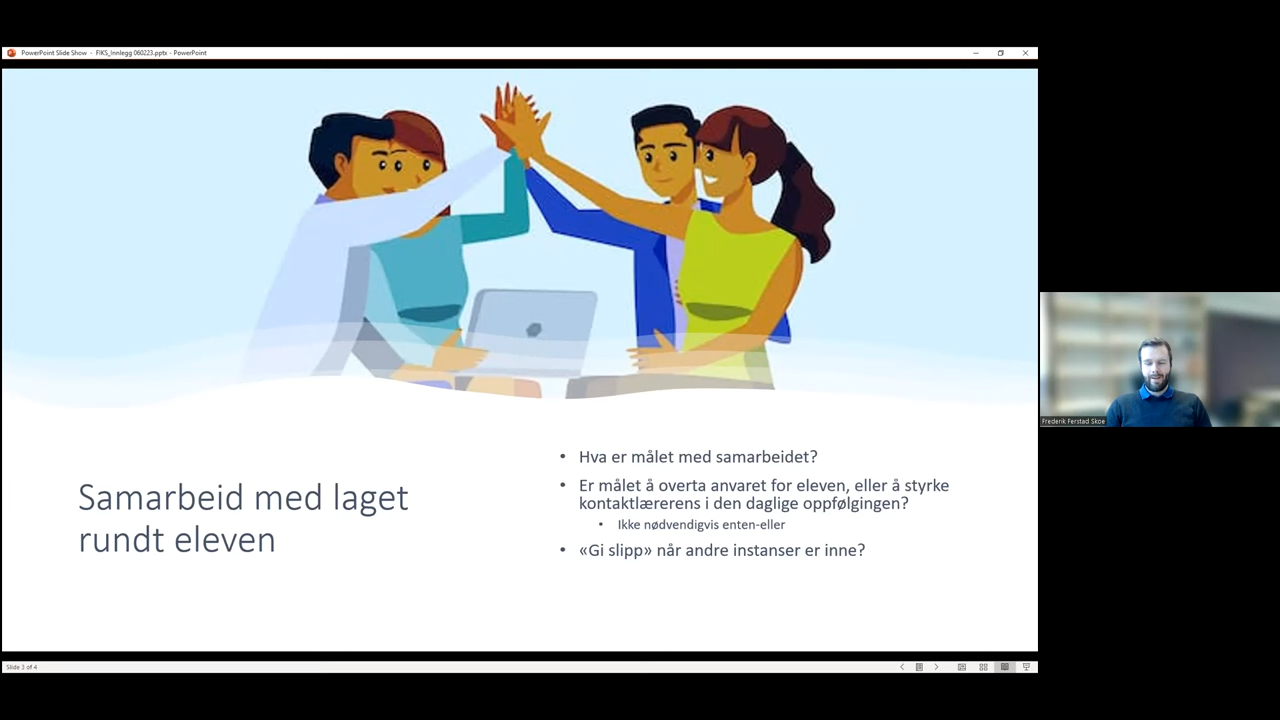 PowerPoint Slide Show - FIKS_Innlegg 060223.pptx - PowerPoint
Samarbeid med laget
rundt eleven
• Hva er målet med samarbeidet?
• Er målet å overta anvaret for eleven, eller å styrke
kontaktlærerens i den daglige oppfølgingen?
• Ikke nødvendigvis enten-eller
• «Gi slipp» når andre instanser er inne?
Frederik Ferstad Skoe
Slide 3 of 4